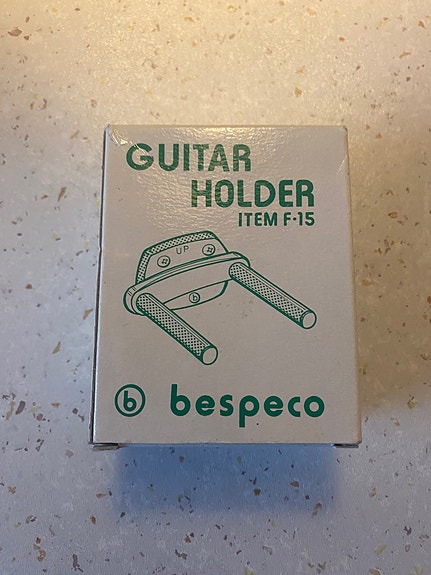 GUITAR
HOLDER
ITEM F-15
UP
b
b bespeco